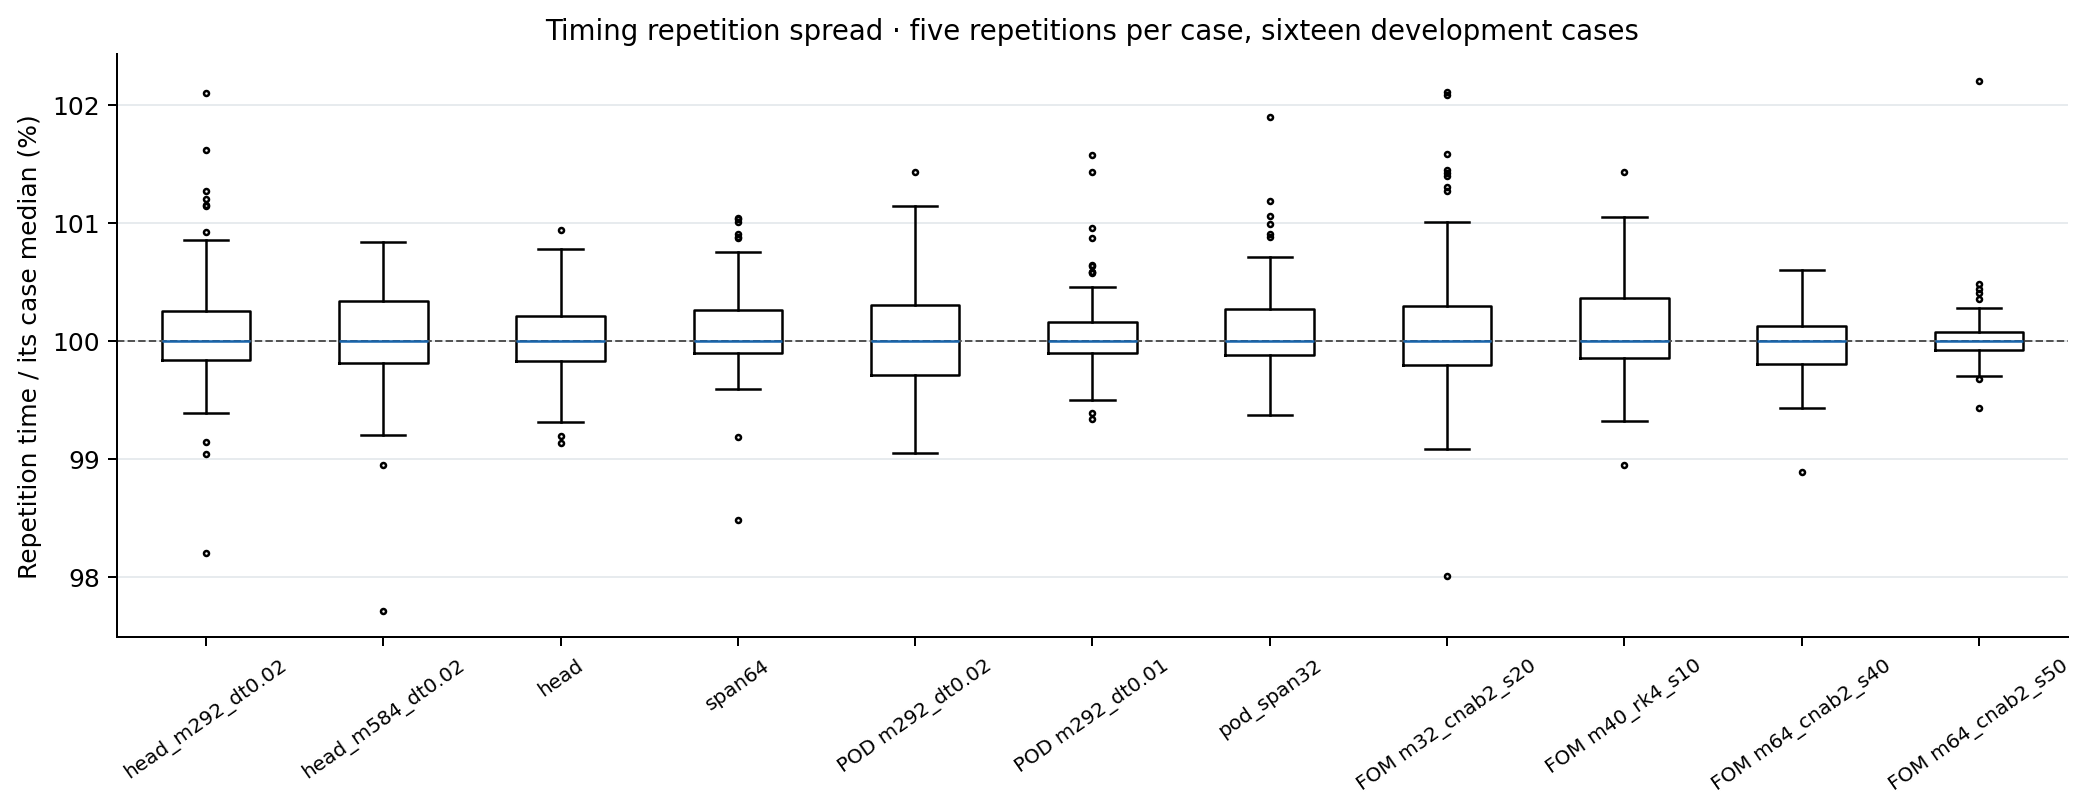 Timing repetition spread · five repetitions per case, sixteen development cases
Repetition time / its case median (%)
102
101
100
99
98
head_m292_dt0.02
head_m584_dt0.02
head
span64
POD m292_dt0.02
POD m292_dt0.01
pod_span32
FOM m32_cnab2_s20
FOM m40_rk4_s10
FOM m64_cnab2_s40
FOM m64_cnab2_s50